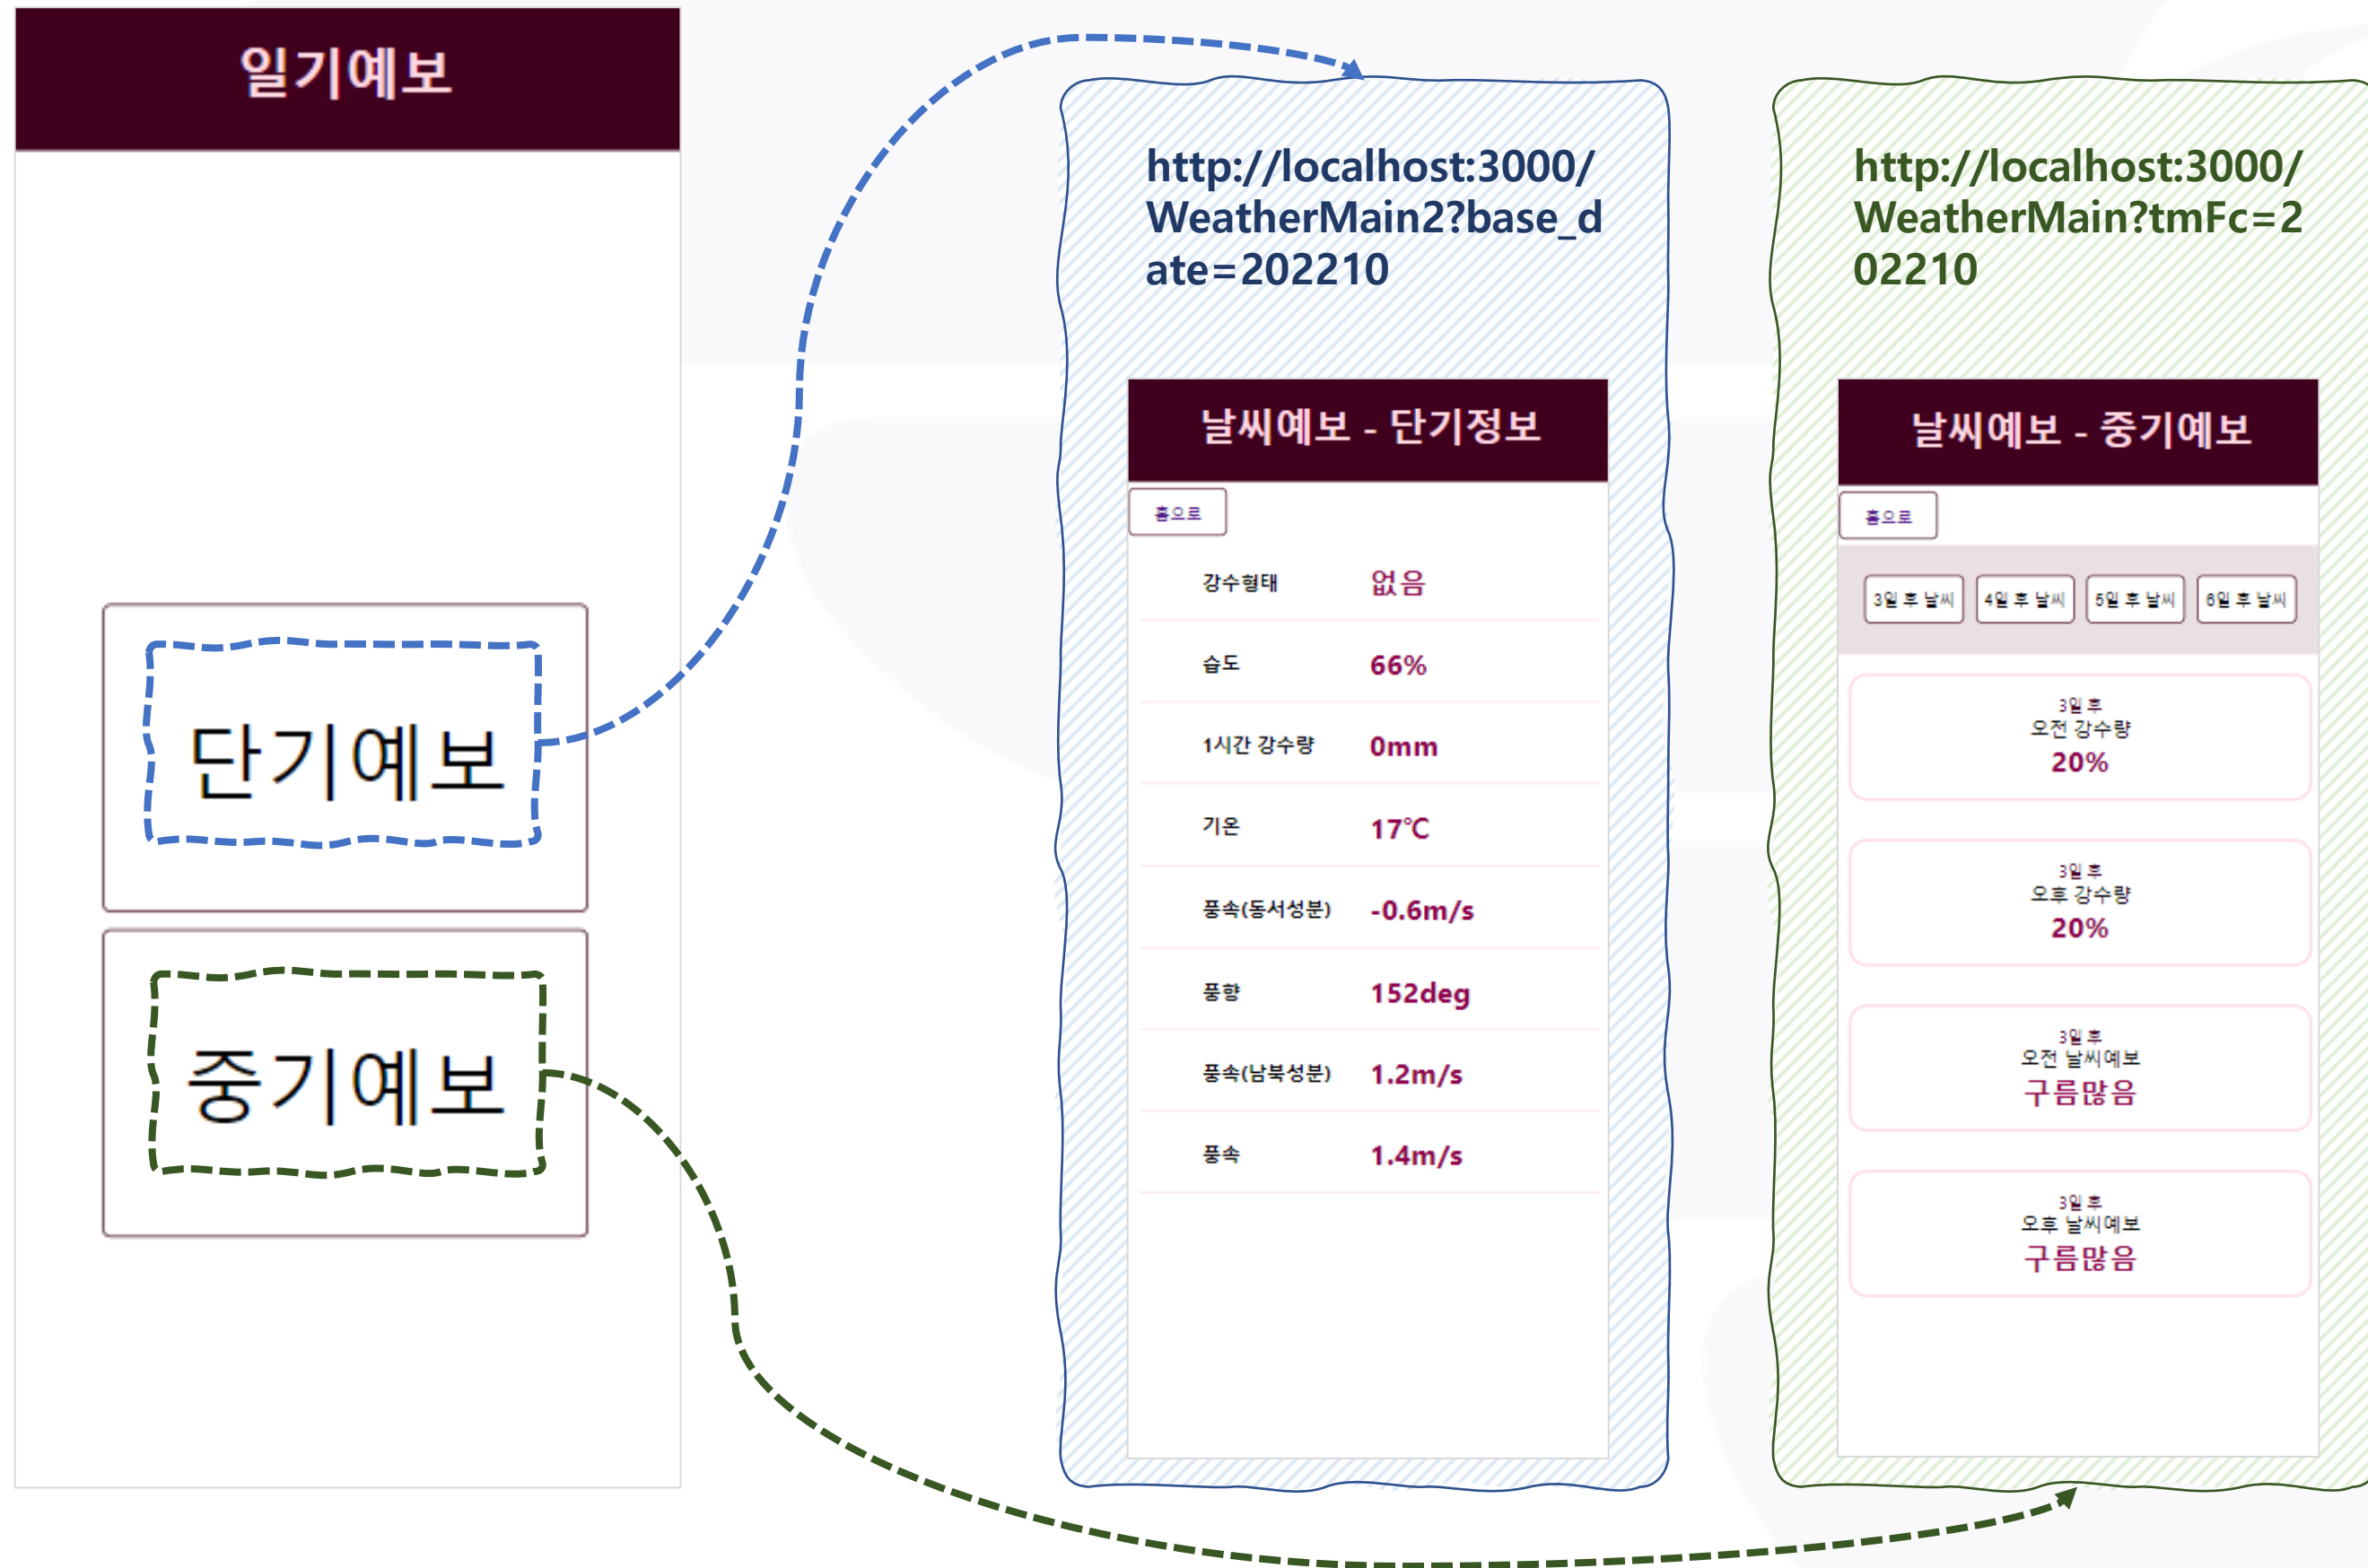 일기예보
단기예보
중기예보
http://localhost:3000/
WeatherMain2?base_d
ate=202210
날씨예보 - 단기정보
홈으로
강수형태 없음
습도 66%
1시간 강수량 0mm
기온 17℃
풍속(동서성분) -0.6m/s
풍향 152deg
풍속(남북성분) 1.2m/s
풍속 1.4m/s
http://localhost:3000/
WeatherMain?tmFc=2
02210
날씨예보 - 중기예보
홈으로
3일 후 날씨 4일 후 날씨 5일 후 날씨 6일 후 날씨
3일 후
오전 강수량
20%
3일 후
오후 강수량
20%
3일 후
오전 날씨예보
구름많음
3일 후
오후 날씨예보
구름많음